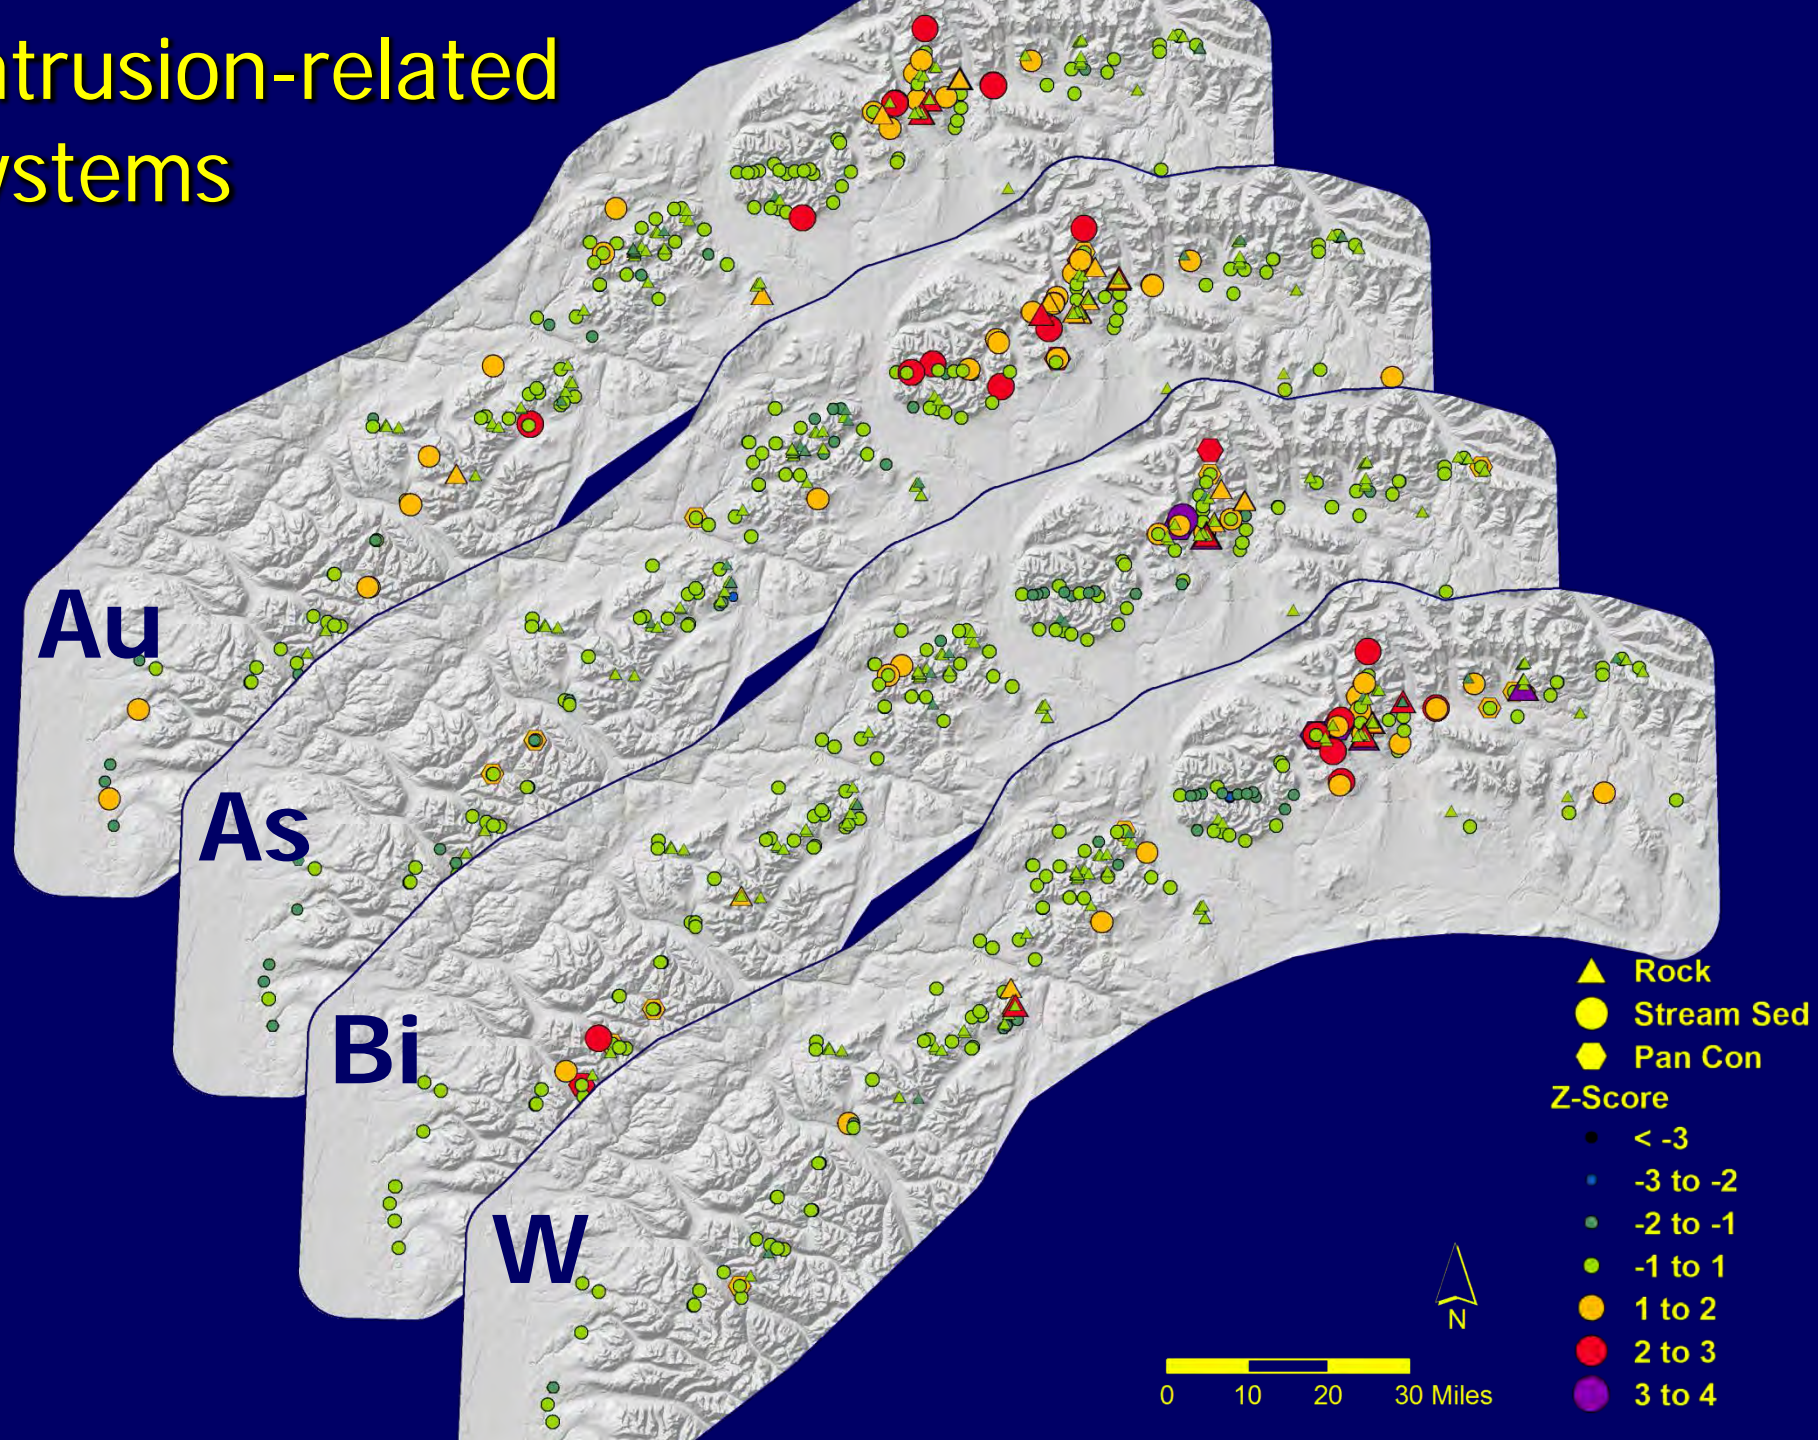 ntrusion-related
ystems
Au
As
Bi
W
Rock
Stream Sed
Pan Con
Z-Score
< -3
-3 to -2
-2 to -1
-1 to 1
1 to 2
2 to 3
3 to 4
N
0 10 20 30 Miles